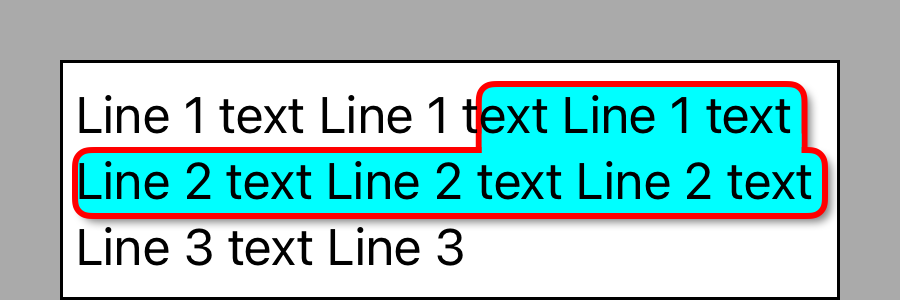 Line 1 text Line 1 text Line 1 text
Line 2 text Line 2 text Line 2 text
Line 3 text Line 3